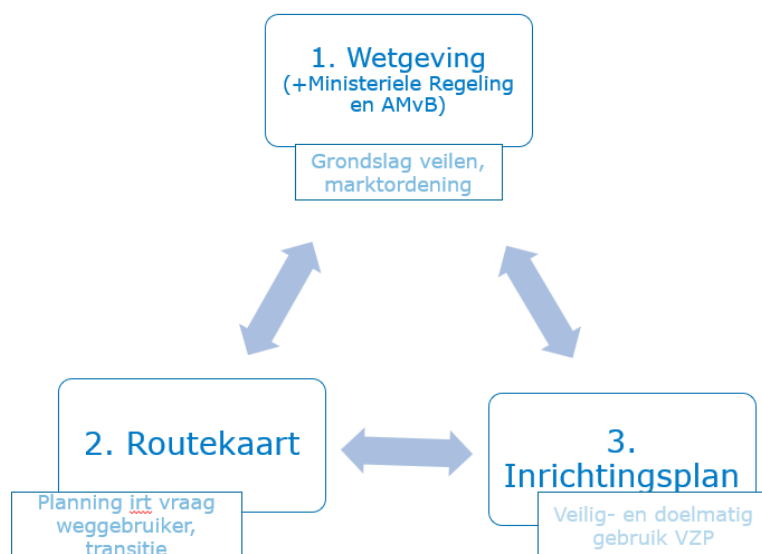 1. Wetgeving
(+Ministeriele Regeling
en AMvB)
Grondslag veilen,
marktordening
2. Routekaart
Planning irt vraag
weggebruiker,
transitie
3.
Inrichtingsplan
Veilig- en doelmatig
gebruik VZP